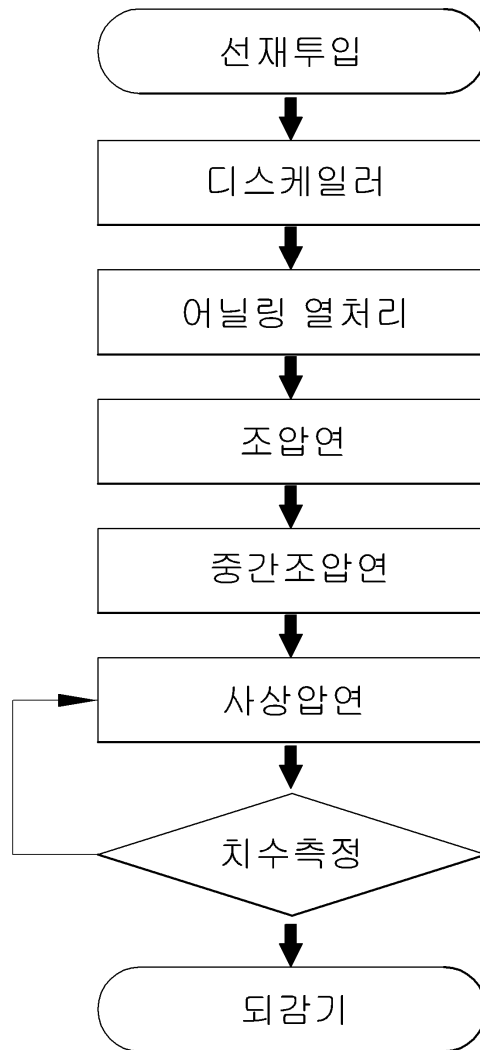 선재투입
디스케일러
어닐링 열처리
조압연
중간조압연
사상압연
치수측정
되감기